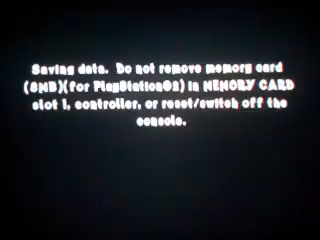 Saving data. Do not remove memory card
(8MB)(for PlayStation®2) in MEMORY CARD
slot 1, controller, or reset/switch off the
console.